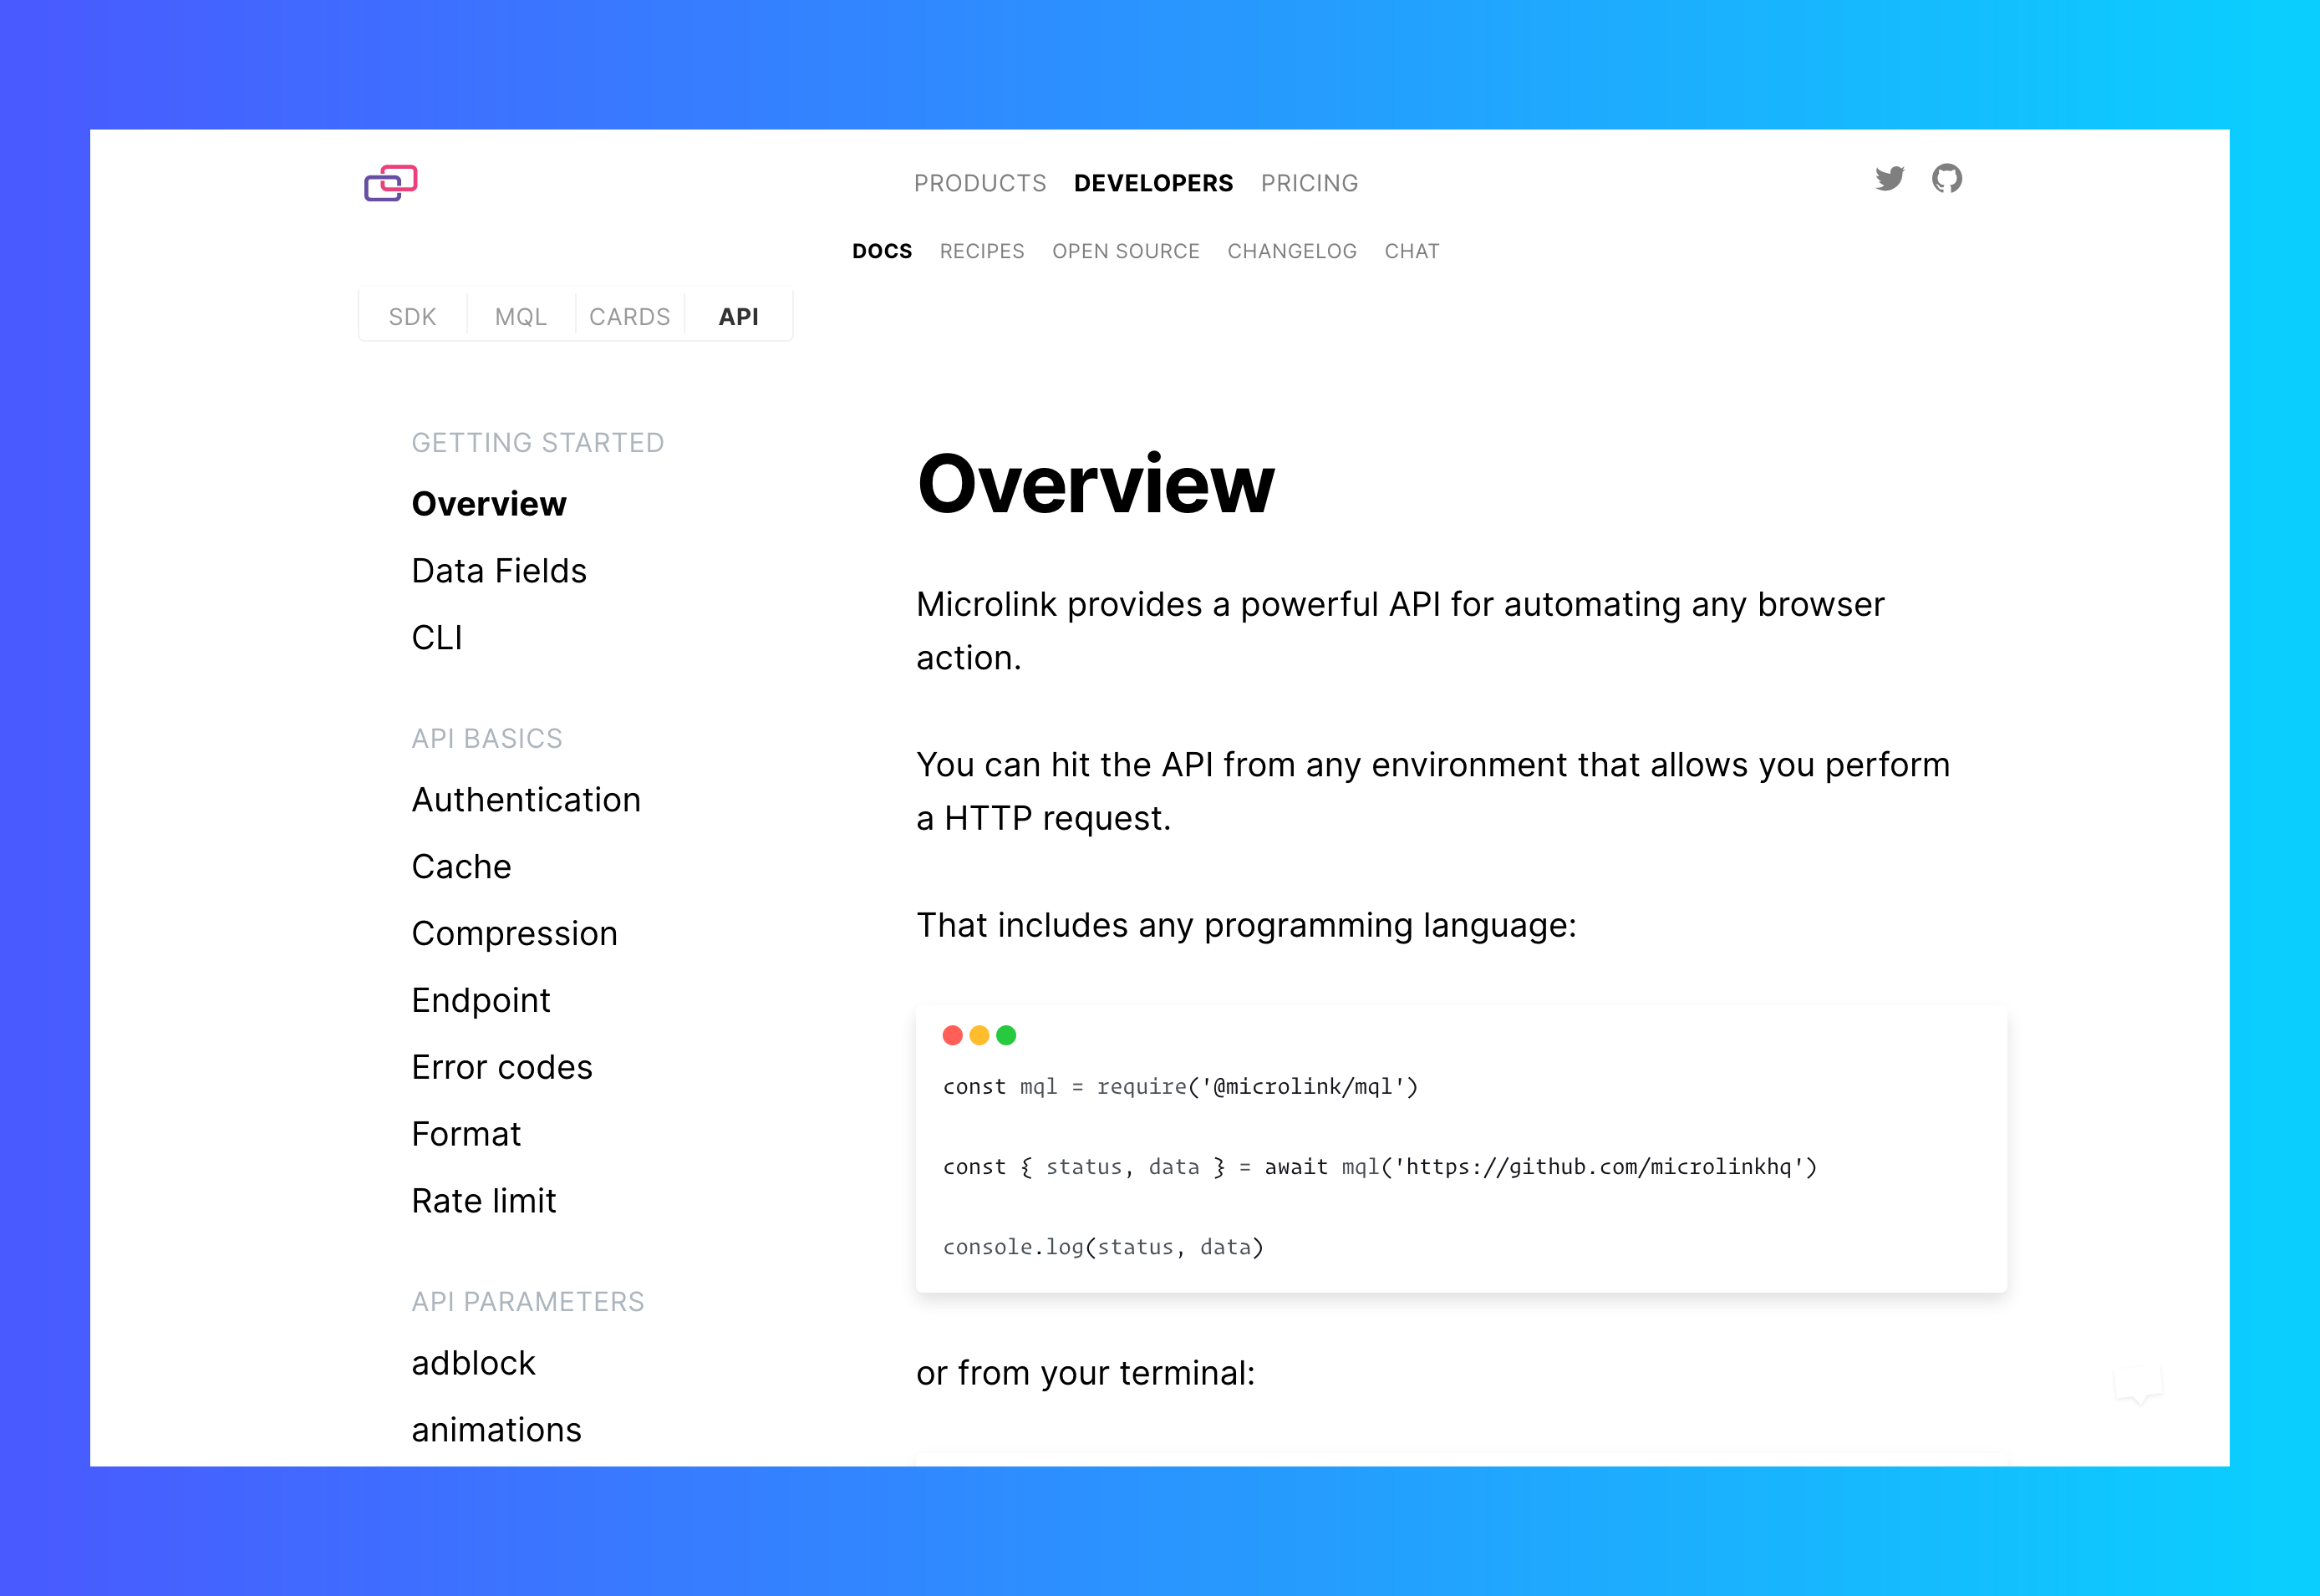 PRODUCTS DEVELOPERS PRICING
DOCS RECIPES OPEN SOURCE CHANGELOG CHAT
SDK MQL CARDS API
GETTING STARTED
Overview
Data Fields
CLI
API BASICS
Authentication
Cache
Compression
Endpoint
Error codes
Format
Rate limit
API PARAMETERS
adblock
animations
Overview
Microlink provides a powerful API for automating any browser
action.
You can hit the API from any environment that allows you perform
a HTTP request.
That includes any programming language:
const mql = require('@microlink/mql')
const { status, data } = await mql('https://github.com/microlinkhq')
console.log(status, data)
or from your terminal: